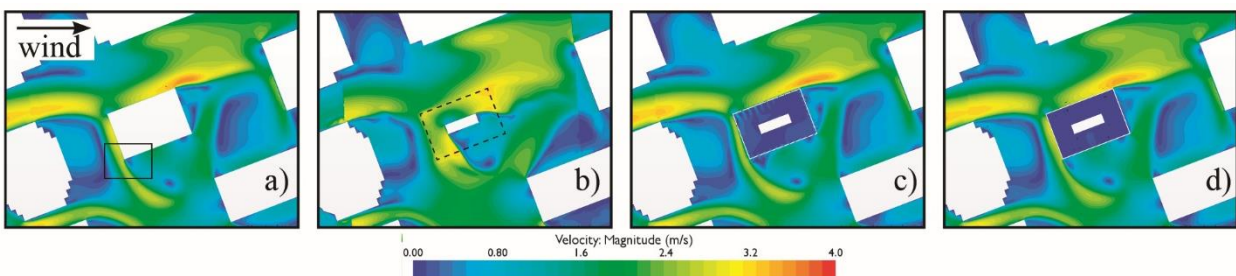 wind
a)
b)
c)
d)
Velocity: Magnitude (m/s)
0.00 0.80 1.6 2.4 3.2 4.0